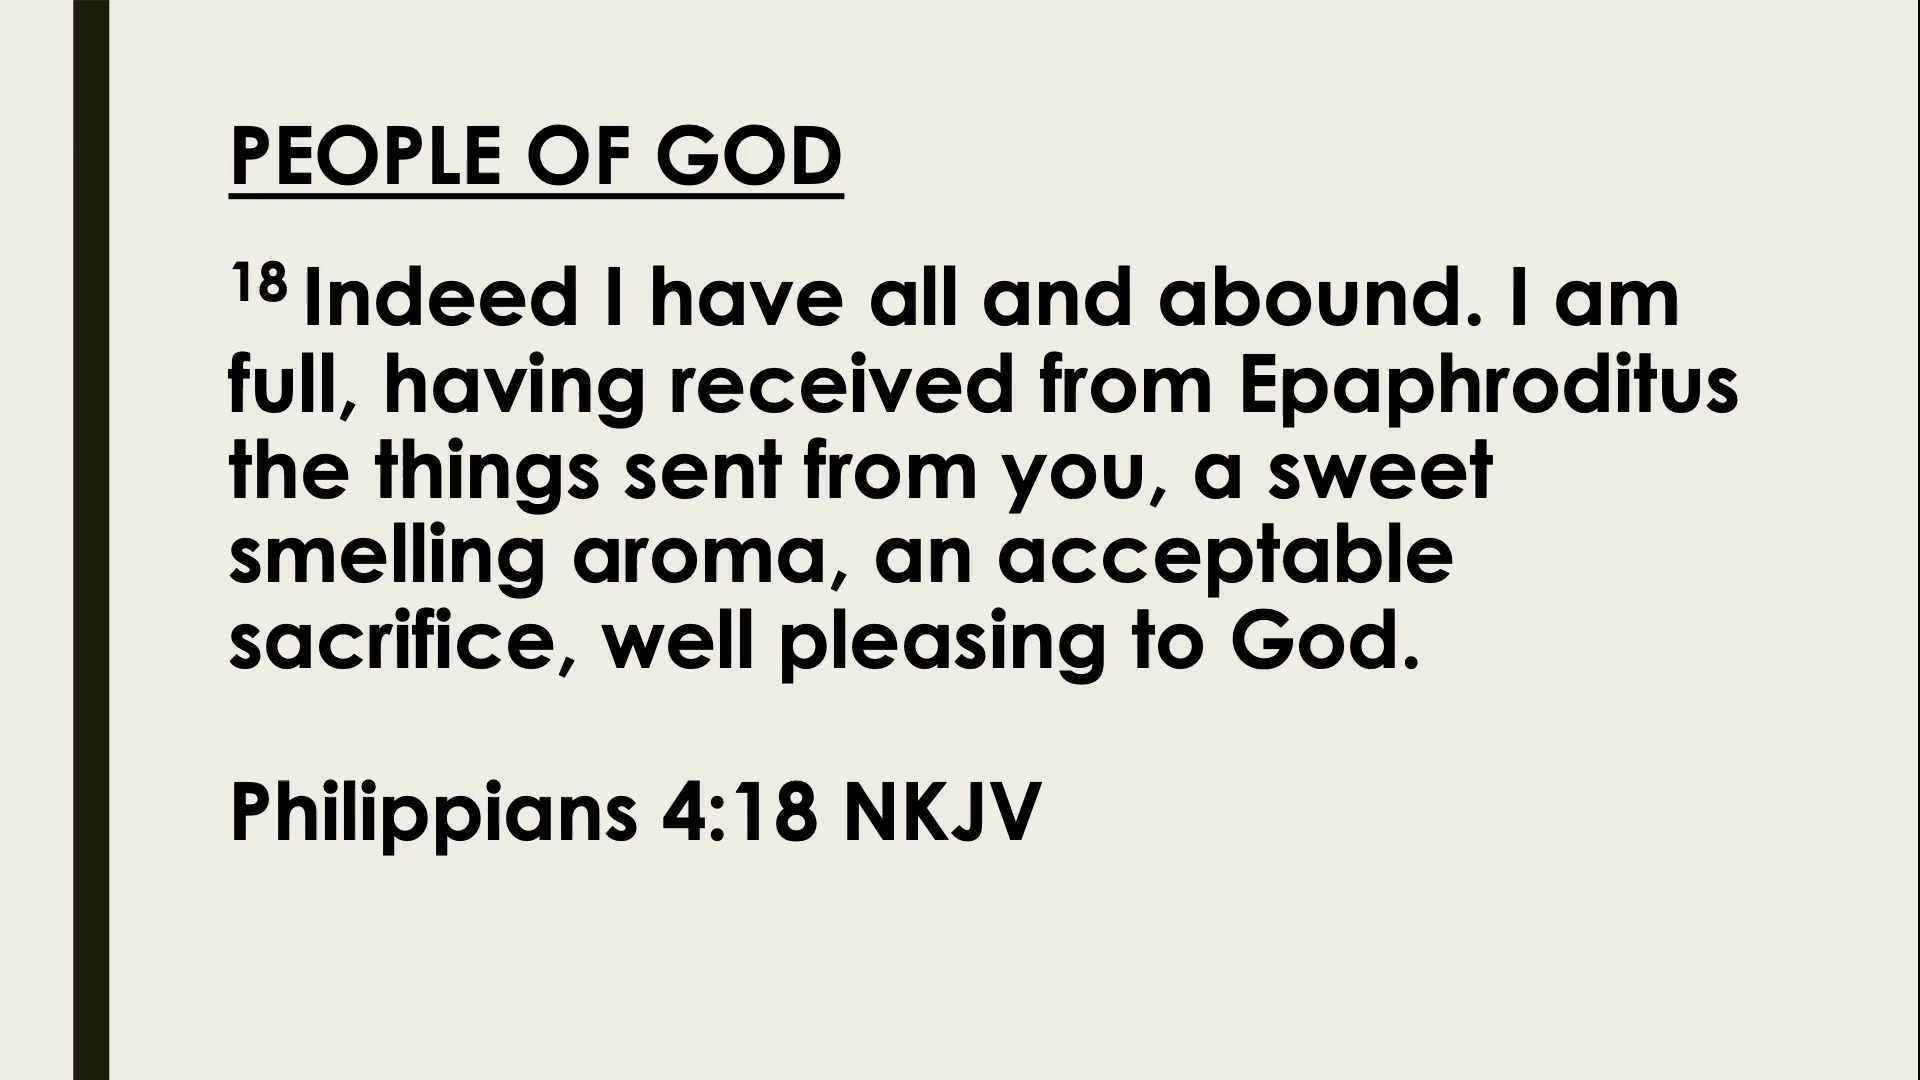 PEOPLE OF GOD
18 Indeed I have all and abound. I am
full, having received from Epaphroditus
the things sent from you, a sweet
smelling aroma, an acceptable
sacrifice, well pleasing to God.
Philippians 4:18 NKJV